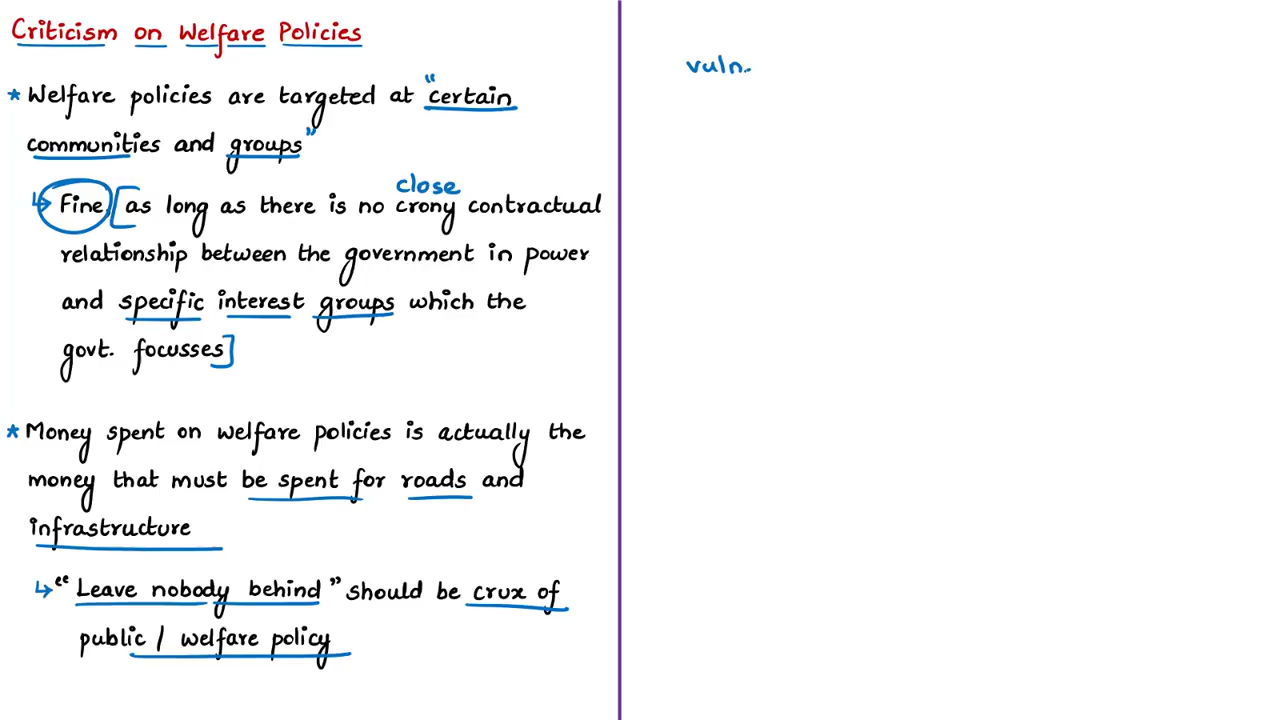 Criticism on Welfare Policies
* Welfare policies are targeted at "certain
communities and groups"
↳ Fine [as long as there is no crony contractual
close
relationship between the government in power
and specific interest groups which the
govt. focusses]
* Money spent on welfare policies is actually the
money that must be spent for roads and
infrastructure
↳ "Leave nobody behind" should be crux of
public / welfare policy
vuln.